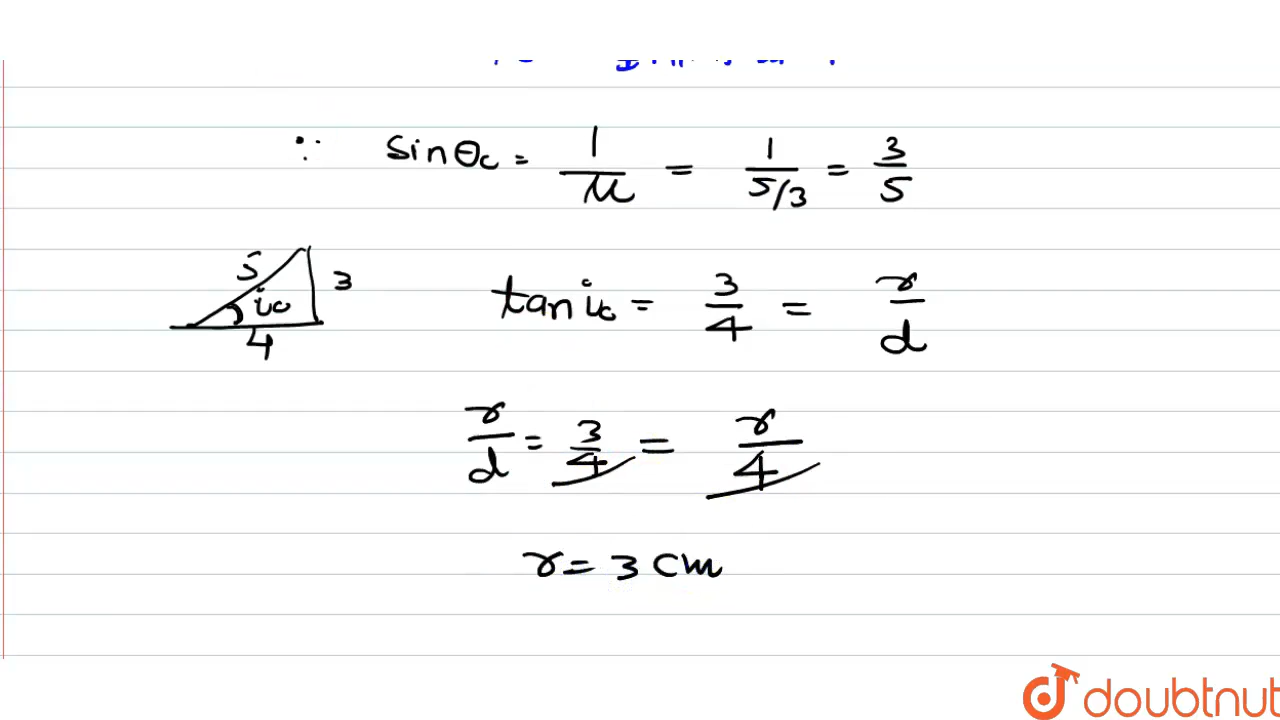 ∵ sinθc = 1/μ = 1/(5/3) = 3/5
5
3
ic
4
tan ic = 3/4 = r/d
r/d = 3/4 = r/4
r = 3 cm
doubtnut